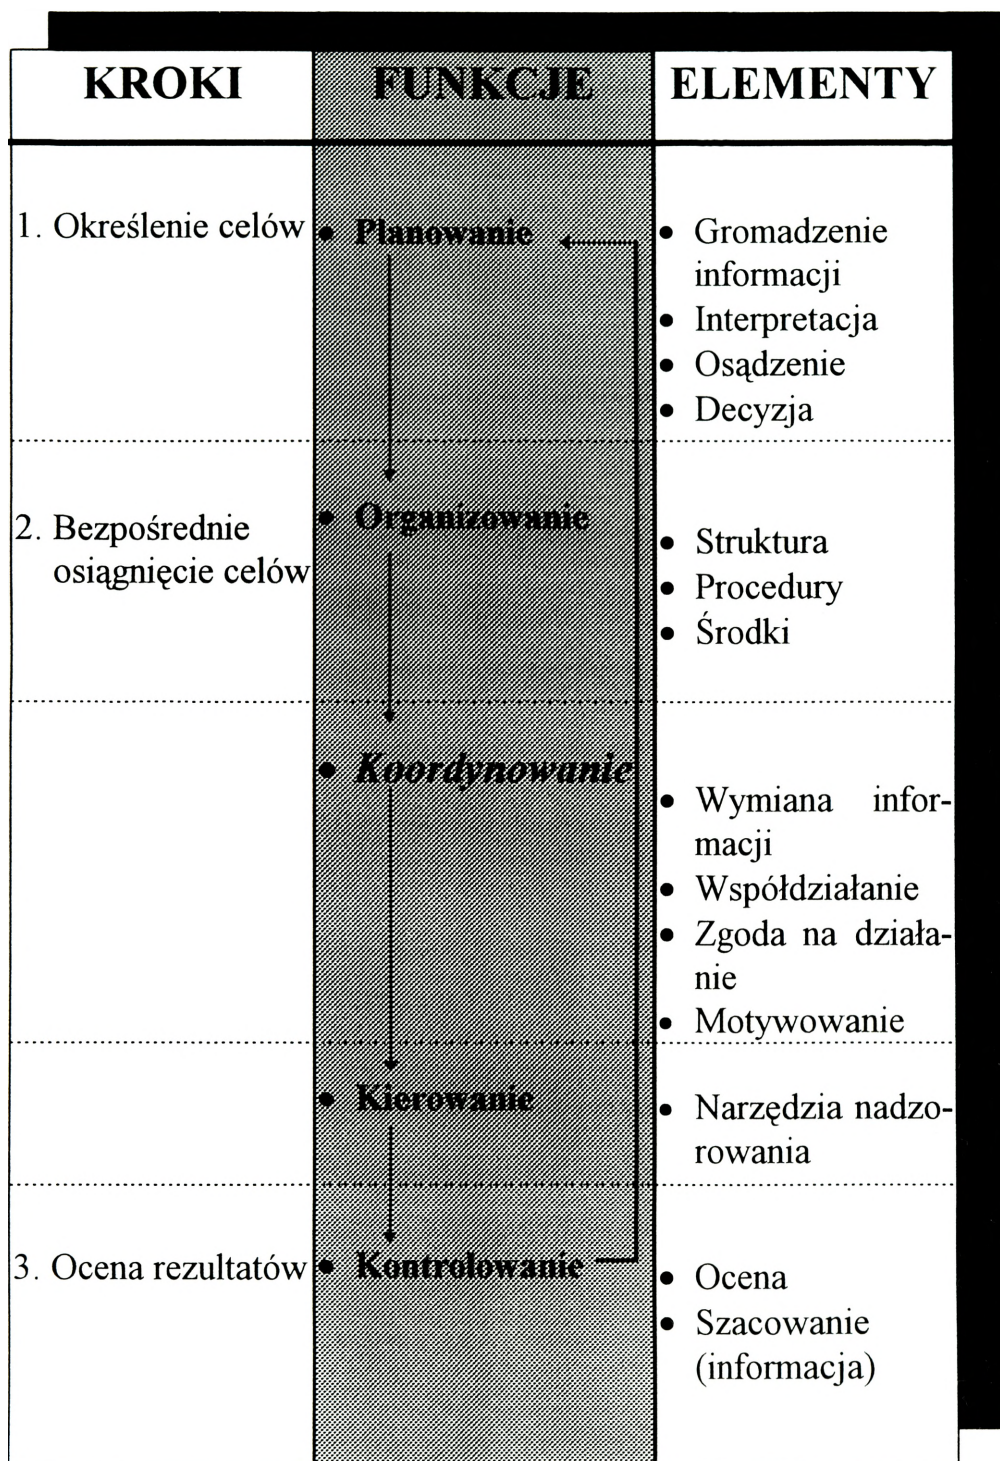 KROKI FUNKCJE ELEMENTY
1. Określenie celów
• Planowanie
• Gromadzenie
informacji
• Interpretacja
• Osądzenie
• Decyzja
2. Bezpośrednie
osiągnięcie celów
• Organizowanie
• Struktura
• Procedury
• Środki
• Koordynowanie
• Wymiana infor-
macji
• Współdziałanie
• Zgoda na działa-
nie
• Motywowanie
• Kierowanie
• Narzędzia nadzo-
rowania
3. Ocena rezultatów
• Kontrolowanie
• Ocena
• Szacowanie
(informacja)